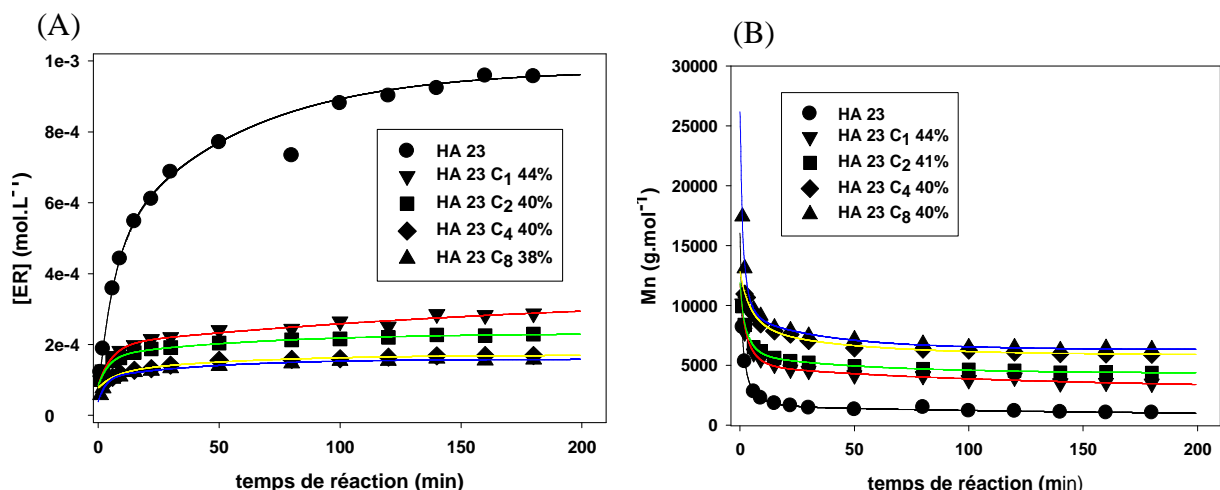 (A)
1e-3
8e-4
6e-4
4e-4
2e-4
0
[ER] (mol.L⁻¹)
HA 23
HA 23 C₁ 44%
HA 23 C₂ 40%
HA 23 C₄ 40%
HA 23 C₈ 38%
0 50 100 150 200
temps de réaction (min)
(B)
30000
25000
20000
15000
10000
5000
0
Mn (g.mol⁻¹)
HA 23
HA 23 C₁ 44%
HA 23 C₂ 41%
HA 23 C₄ 40%
HA 23 C₈ 40%
0 50 100 150 200
temps de réaction (min)